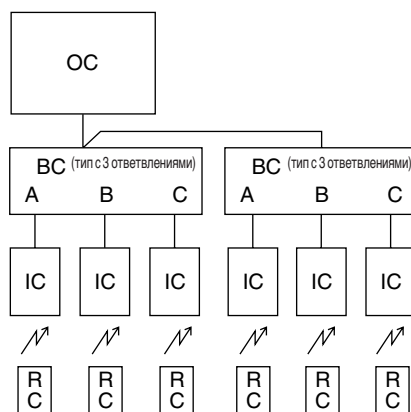 OC
BC (тип с 3 ответвлениями) BC (тип с 3 ответвлениями)
A B C A B C
IC IC IC IC IC IC
R R R R R R
C C C C C C